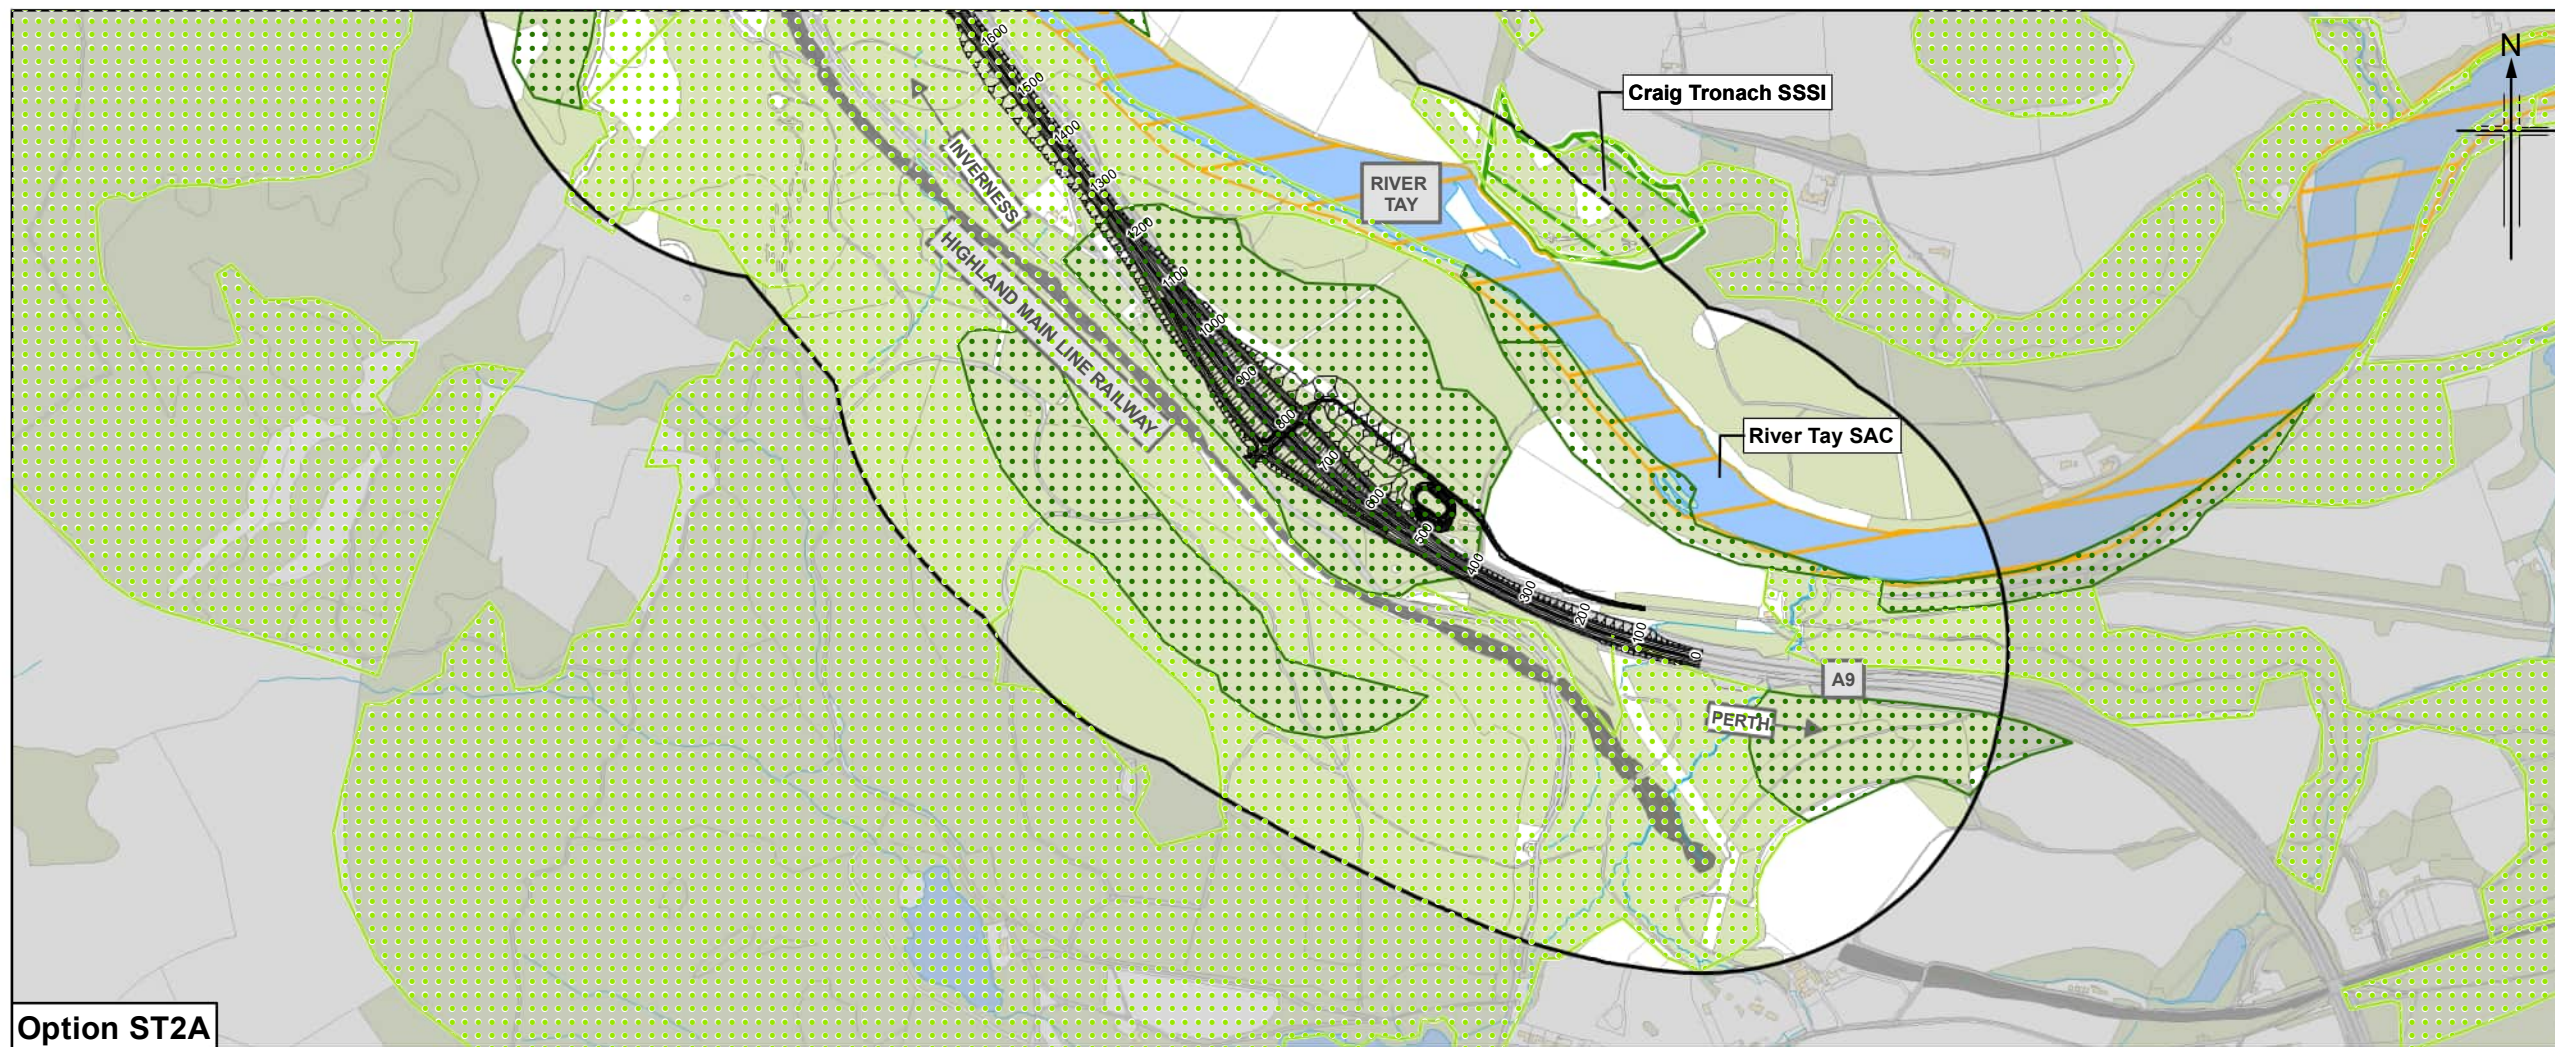 1600
N
1500
Craig Tronach SSSI
1400
INVERNESS
1300
RIVER
TAY
1200
HIGHLAND MAIN LINE RAILWAY
1100
1000
900
800
River Tay SAC
700
600
500
400
300
200
100
0
A9
PERTH
Option ST2A